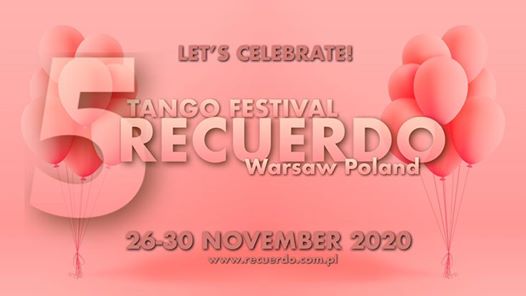 LET'S CELEBRATE!
5
TANGO FESTIVAL
RECUERDO
Warsaw Poland
26-30 NOVEMBER 2020
www.recuerdo.com.pl